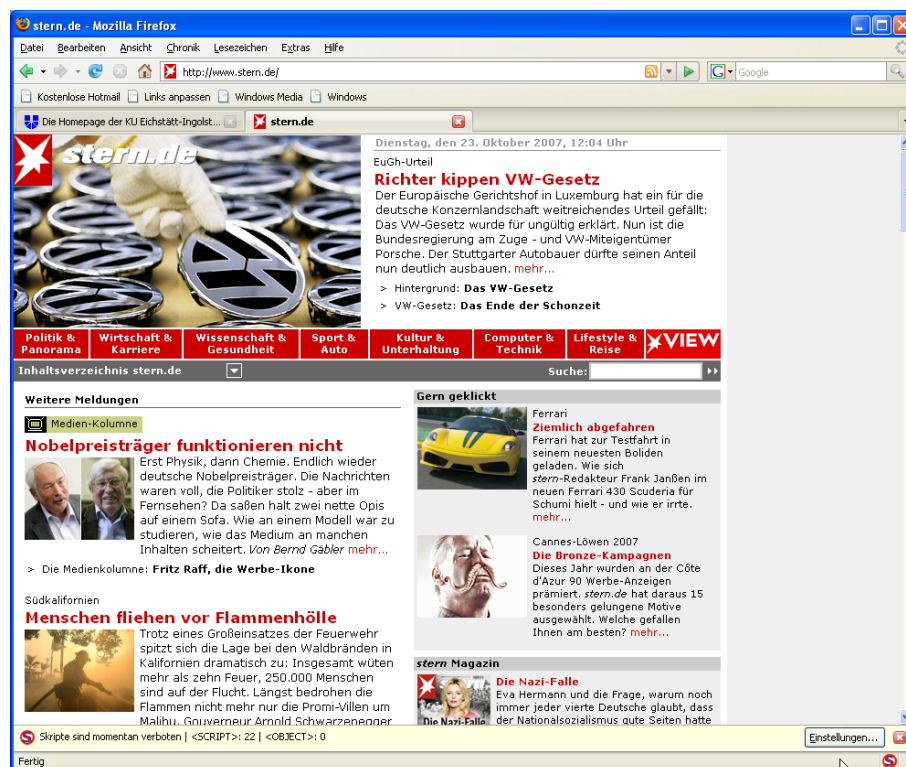 stern.de - Mozilla Firefox
Datei Bearbeiten Ansicht Chronik Lesezeichen Extras Hilfe
http://www.stern.de/
G Google
Kostenlose Hotmail Links anpassen Windows Media Windows
Die Homepage der KU Eichstätt-Ingolst... stern.de
stern.de
Dienstag, den 23. Oktober 2007, 12:04 Uhr
EuGh-Urteil
Richter kippen VW-Gesetz
Der Europäische Gerichtshof in Luxemburg hat ein für die
deutsche Konzernlandschaft weitreichendes Urteil gefällt:
Das VW-Gesetz wurde für ungültig erklärt. Nun ist die
Bundesregierung am Zuge - und VW-Miteigentümer
Porsche. Der Stuttgarter Autobauer dürfte seinen Anteil
nun deutlich ausbauen. mehr...
> Hintergrund: Das VW-Gesetz
> VW-Gesetz: Das Ende der Schonzeit
Politik & Panorama
Wirtschaft & Karriere
Wissenschaft & Gesundheit
Sport & Auto
Kultur & Unterhaltung
Computer & Technik
Lifestyle & Reise
VIEW
Inhaltsverzeichnis stern.de
Suche:
Weitere Meldungen
Medien-Kolumne
Nobelpreisträger funktionieren nicht
Erst Physik, dann Chemie. Endlich wieder
deutsche Nobelpreisträger. Die Nachrichten
waren voll, die Politiker stolz - aber im
Fernsehen? Da saßen halt zwei nette Opis
auf einem Sofa. Wie an einem Modell war zu
studieren, wie das Medium an manchen
Inhalten scheitert. Von Bernd Gäbler mehr...
> Die Medienkolumne: Fritz Raff, die Werbe-Ikone
Südkalifornien
Menschen fliehen vor Flammenhölle
Trotz eines Großeinsatzes der Feuerwehr
spitzt sich die Lage bei den Waldbränden in
Kalifornien dramatisch zu: Insgesamt wüten
mehr als zehn Feuer, 250.000 Menschen
sind auf der Flucht. Längst bedrohen die
Flammen nicht mehr nur die Promi-Villen um
Malibu. Gouverneur Arnold Schwarzenegger
Gern geklickt
Ferrari
Ziemlich abgefahren
Ferrari hat zur Testfahrt in
seinem neuesten Boliden
geladen. Wie sich
stern-Redakteur Frank Janßen im
neuen Ferrari 430 Scuderia für
Schumi hielt - und wie er irrte.
mehr...
Cannes-Löwen 2007
Die Bronze-Kampagnen
Dieses Jahr wurden an der Côte
d'Azur 90 Werbe-Anzeigen
prämiert. stern.de hat daraus 15
besonders gelungene Motive
ausgewählt. Welche gefallen
Ihnen am besten? mehr...
stern Magazin
Die Nazi-Falle
Die Nazi-Falle
Eva Hermann und die Frage, warum noch
immer jeder vierte Deutsche glaubt, dass
der Nationalsozialismus gute Seiten hatte
Skripte sind momentan verboten | <SCRIPT>: 22 | <OBJECT>: 0
Einstellungen...
Fertig